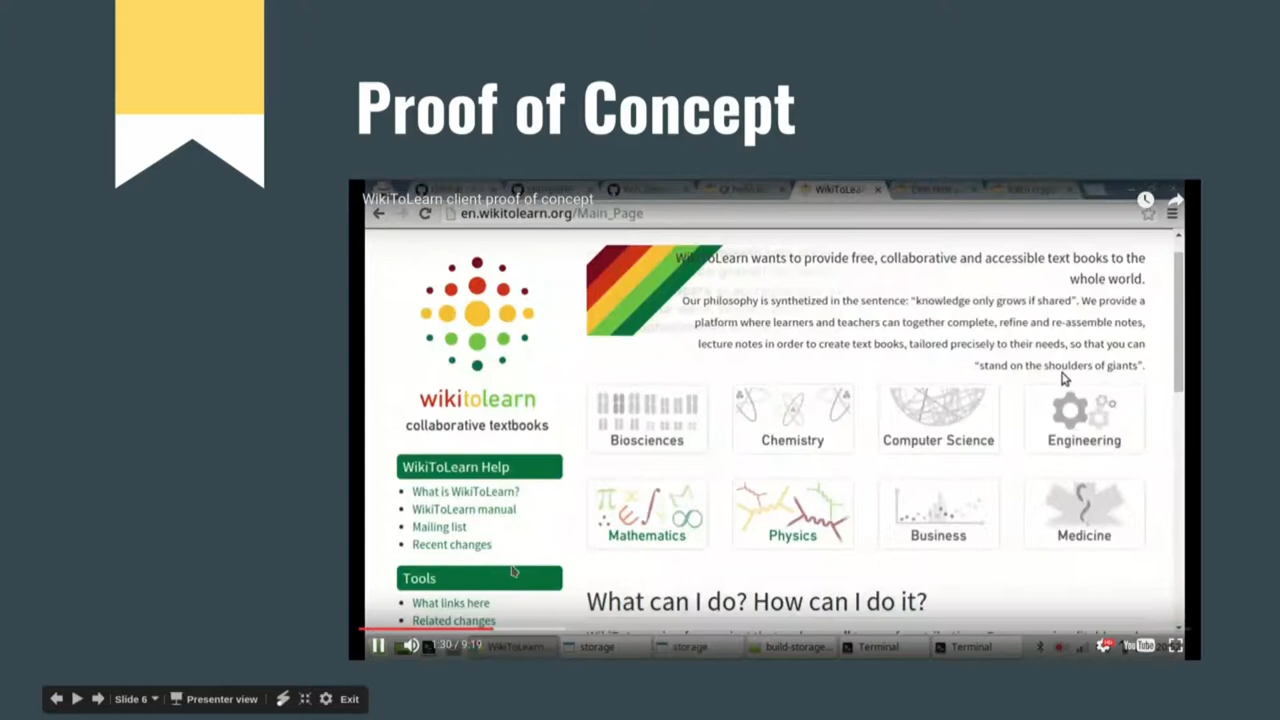 Proof of Concept
WikiToLearn client proof of concept
en.wikitolearn.org/Main_Page
WikiToLearn wants to provide free, collaborative and accessible text books to the
whole world.
Our philosophy is synthetized in the sentence: “knowledge only grows if shared”. We provide a
platform where learners and teachers can together complete, refine and re-assemble notes,
lecture notes in order to create text books, tailored precisely to their needs, so that you can
“stand on the shoulders of giants”.
wikitolearn
collaborative textbooks
Biosciences
Chemistry
Computer Science
Engineering
WikiToLearn Help
What is WikiToLearn?
WikiToLearn manual
Mailing list
Recent changes
Mathematics
Physics
Business
Medicine
Tools
What links here
Related changes
What can I do? How can I do it?
1:30 / 9:19
WikiToLearn...
storage
storage
build-storage...
Terminal
Terminal
HD
YouTube
Slide 6
Presenter view
Exit